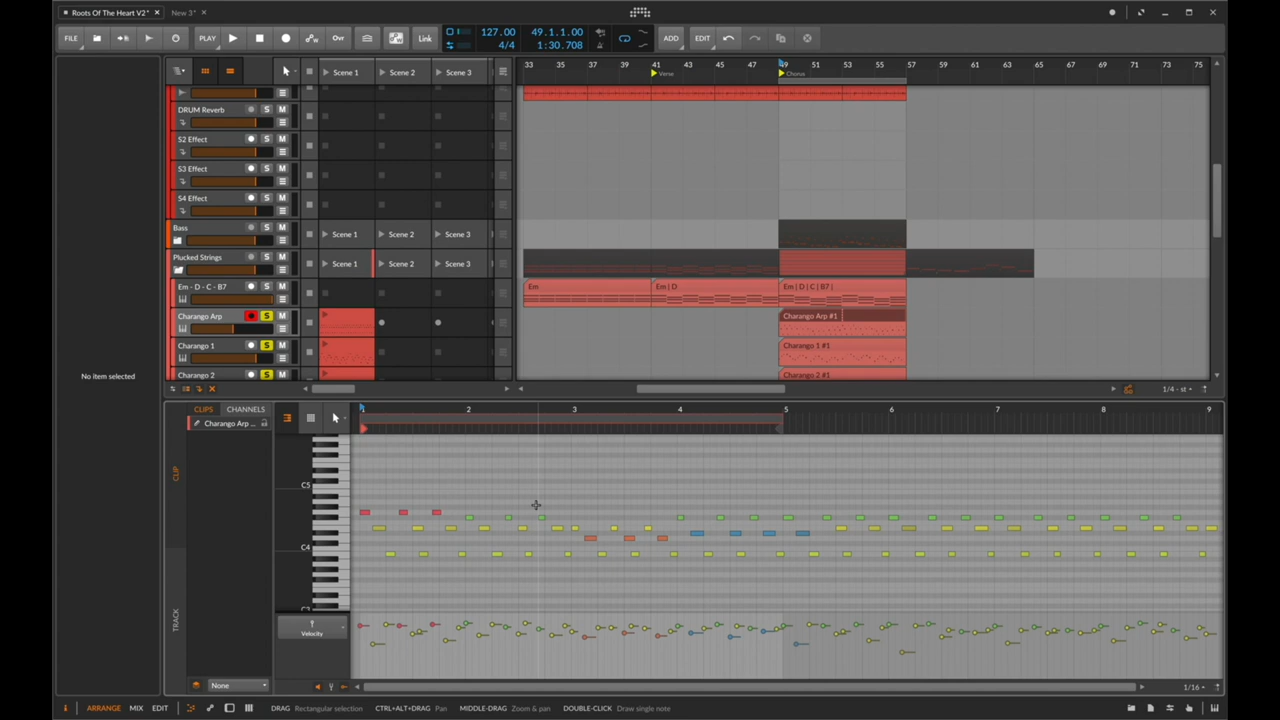 Roots Of The Heart V2* × New 3* ×
FILE PLAY Ovr Link 127.00 4/4 49.1.1.00 1:30.708 ADD EDIT
Scene 1 Scene 2 Scene 3
33 35 37 39 41 43 45 47 49 51 53 55 57 59 61 63 65 67 69 71 73 75
Verse Chorus
DRUM Reverb S M
S2 Effect S M
S3 Effect S M
S4 Effect S M
Bass S M Scene 1 Scene 2 Scene 3
Plucked Strings S M Scene 1 Scene 2 Scene 3
Em - D - C - B7 S M Em Em | D Em | D | C | B7 |
Charango Arp S M Charango Arp #1
Charango 1 S M Charango 1 #1
Charango 2 S M Charango 2 #1
No item selected
1/4 - st
CLIPS CHANNELS 1 2 3 4 5 6 7 8 9
Charango Arp ...
CLIP
C5
C4
C3
TRACK
Velocity
None 1/16
i ARRANGE MIX EDIT DRAG Rectangular selection CTRL+ALT+DRAG Pan MIDDLE-DRAG Zoom & pan DOUBLE-CLICK Draw single note